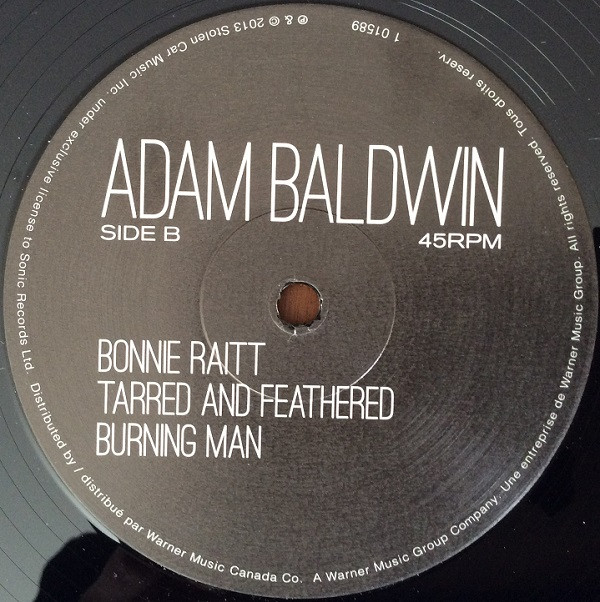 ADAM BALDWIN
SIDE B
45RPM
BONNIE RAITT
TARRED AND FEATHERED
BURNING MAN
℗ & © 2013 Stolen Car Music Inc. under exclusive license to Sonic Records Ltd. Distributed by / distribué par Warner Music Canada Co. A Warner Music Group Company. Une entreprise de Warner Music Group. All rights reserved. Tous droits reserv.
1 01589